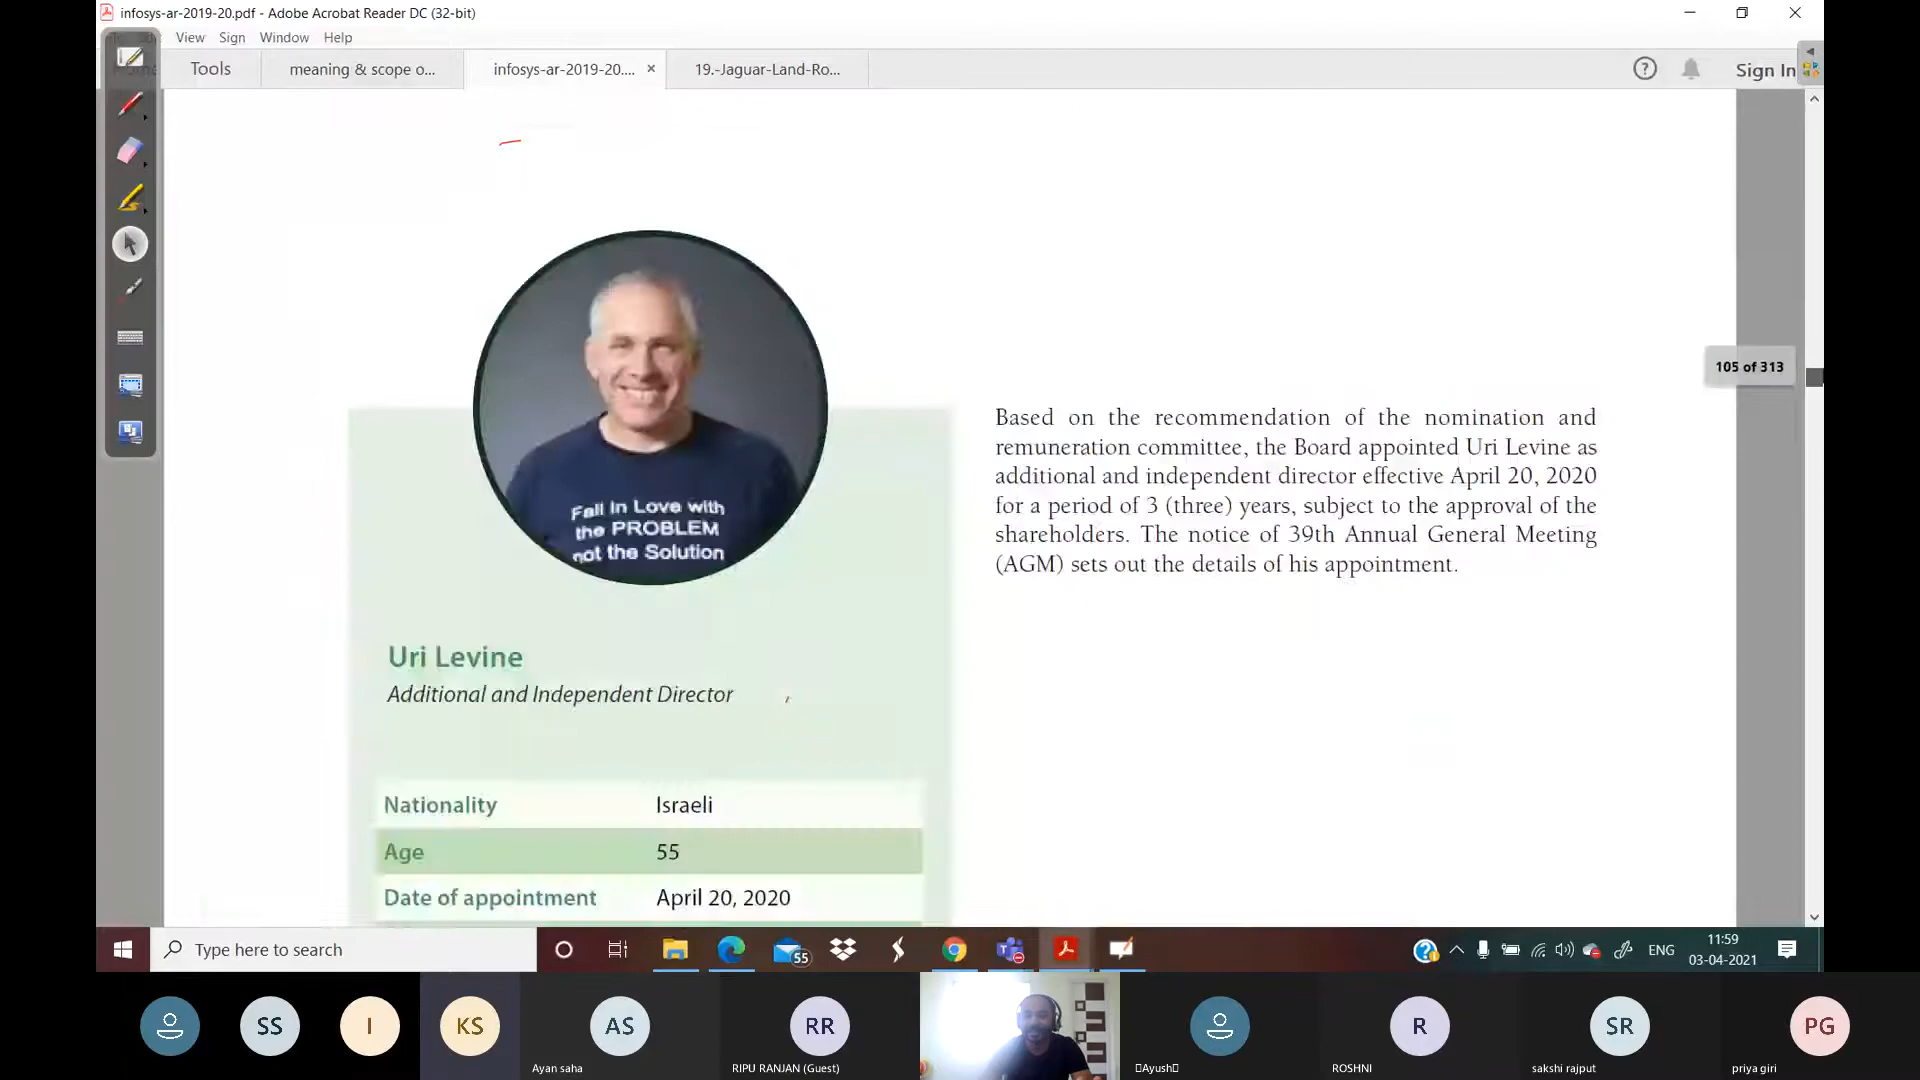 infosys-ar-2019-20.pdf - Adobe Acrobat Reader DC (32-bit)
View Sign Window Help
Tools
meaning & scope o...
infosys-ar-2019-20....
19.-Jaguar-Land-Ro...
Sign In
105 of 313
Fall In Love with
the PROBLEM
not the Solution
Based on the recommendation of the nomination and
remuneration committee, the Board appointed Uri Levine as
additional and independent director effective April 20, 2020
for a period of 3 (three) years, subject to the approval of the
shareholders. The notice of 39th Annual General Meeting
(AGM) sets out the details of his appointment.
Uri Levine
Additional and Independent Director
Nationality Israeli
Age 55
Date of appointment April 20, 2020
Type here to search
55
ENG
11:59
03-04-2021
SS
I
KS
AS
RR
R
SR
PG
Ayan saha
RIPU RANJAN (Guest)
Ayush
ROSHNI
sakshi rajput
priya giri